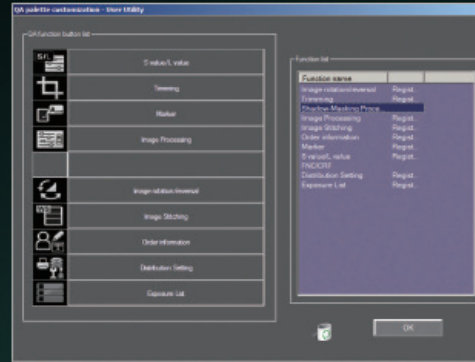 QA palette customization - User Utility
QA function button list
S value/L value
Trimming
Marker
Image Processing
Image rotation/reversal
Image Stitching
Order information
Distribution Setting
Exposure List
Function list
Function name
Image rotation/reversal Regist..
Trimming Regist..
Shadow-Masking Proce...
Image Processing Regist..
Image Stitching Regist..
Order information Regist..
Marker Regist..
S value/L value Regist..
FNC/CRF
Distribution Setting Regist..
Exposure List Regist..
OK